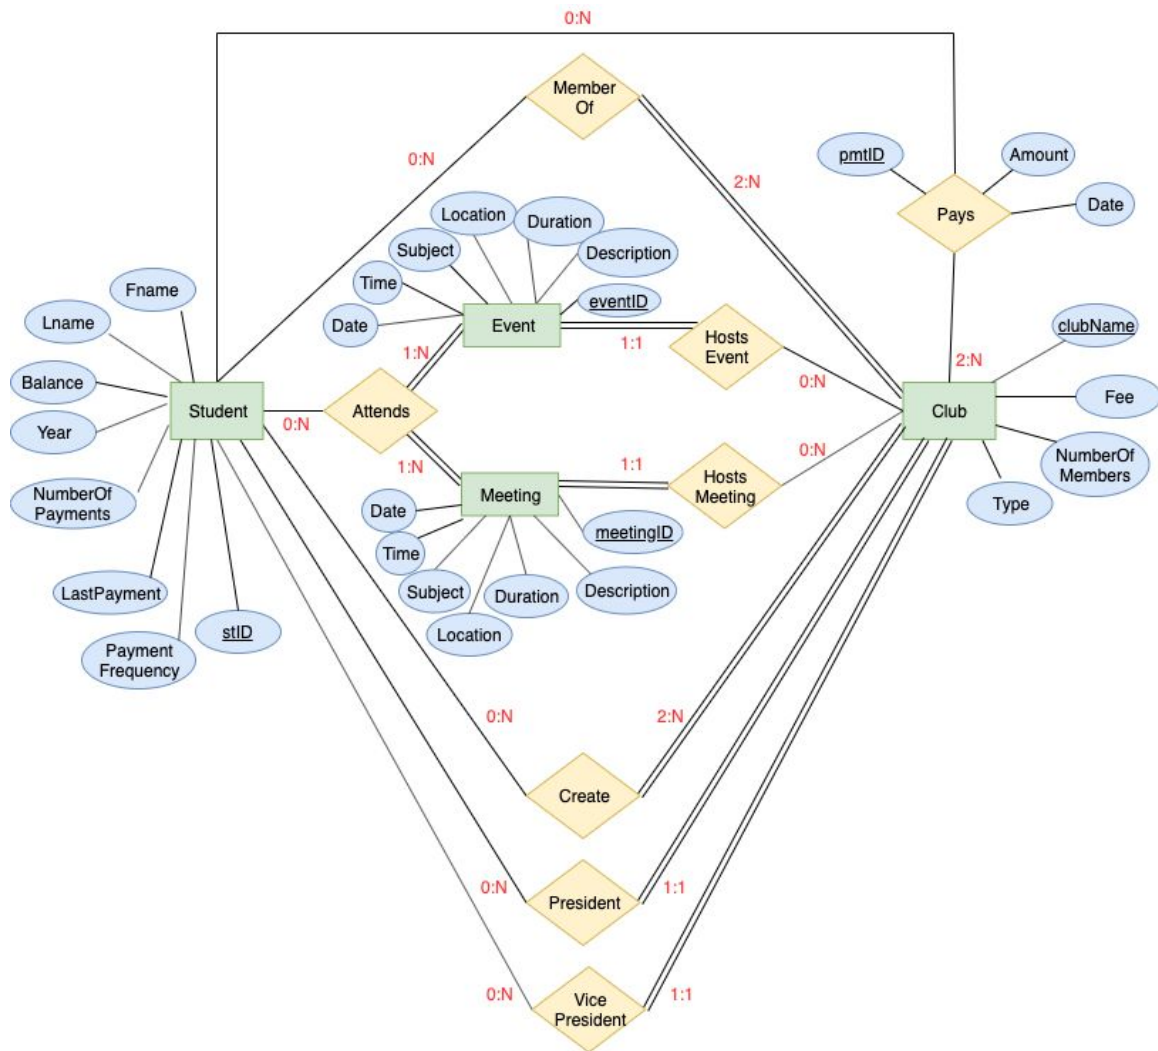 0:N
Member
Of
0:N
2:N
pmtID
Amount
Date
Pays
Location
Duration
Subject
Description
Time
eventID
Date
Event
Fname
Lname
Balance
Year
NumberOf
Payments
LastPayment
Payment
Frequency
stID
Student
0:N
Attends
1:N
1:N
1:1
Hosts
Event
0:N
clubName
2:N
Club
Fee
NumberOf
Members
Type
0:N
Hosts
Meeting
1:1
Meeting
Date
Time
Subject
Location
Duration
Description
meetingID
0:N
2:N
Create
0:N
President
1:1
0:N
Vice
President
1:1